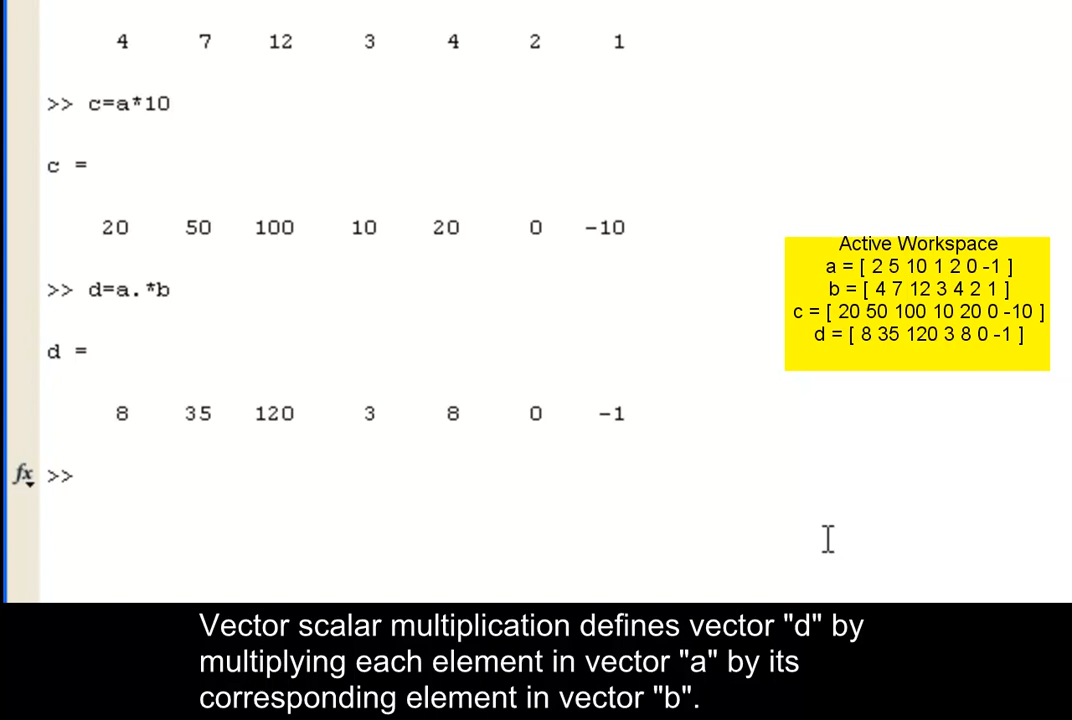 4 7 12 3 4 2 1
>> c=a*10
c =
20 50 100 10 20 0 -10
>> d=a.*b
d =
8 35 120 3 8 0 -1
fx >>
Active Workspace
a = [ 2 5 10 1 2 0 -1 ]
b = [ 4 7 12 3 4 2 1 ]
c = [ 20 50 100 10 20 0 -10 ]
d = [ 8 35 120 3 8 0 -1 ]
Vector scalar multiplication defines vector "d" by
multiplying each element in vector "a" by its
corresponding element in vector "b".